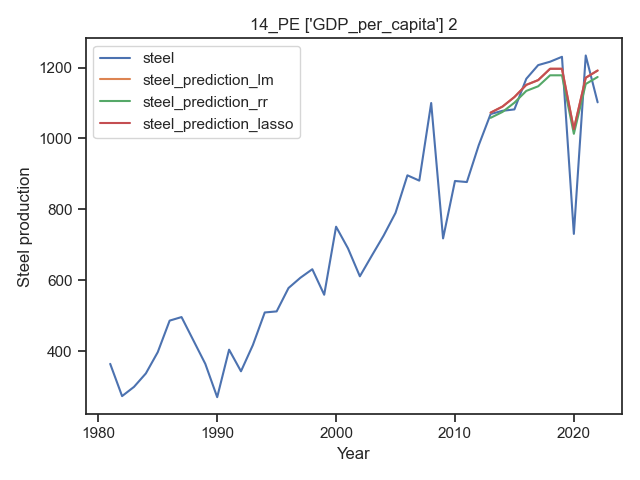 14_PE ['GDP_per_capita'] 2
steel
steel_prediction_lm
steel_prediction_rr
steel_prediction_lasso
1200
1000
800
600
400
Steel production
1980
1990
2000
2010
2020
Year